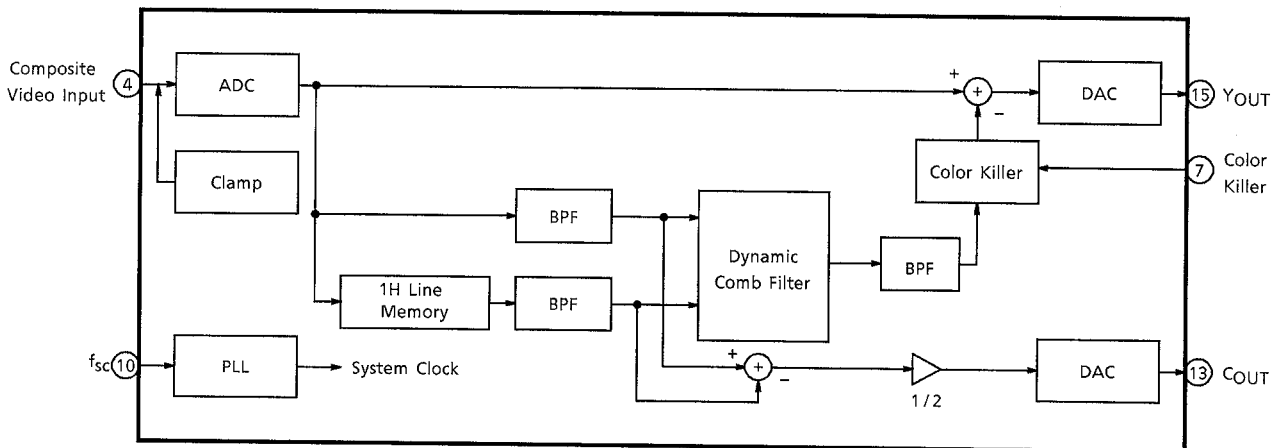 Composite
Video Input
4
ADC
+
+
−
DAC
15
YOUT
Clamp
Color Killer
7
Color
Killer
BPF
Dynamic
Comb Filter
BPF
1H Line
Memory
BPF
fsc
10
PLL
System Clock
+
+
−
1/2
DAC
13
COUT